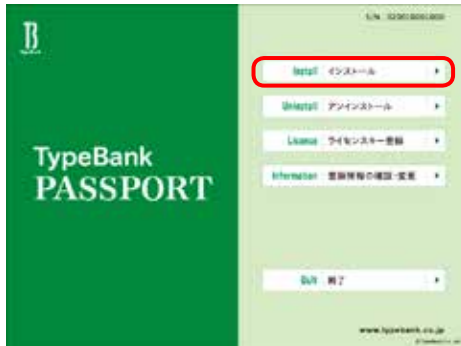 TypeBank
PASSPORT
Install インストール
Uninstall アンインストール
License ライセンスキー登録
Information 登録情報の確認・変更
Quit 終了
www.typebank.co.jp